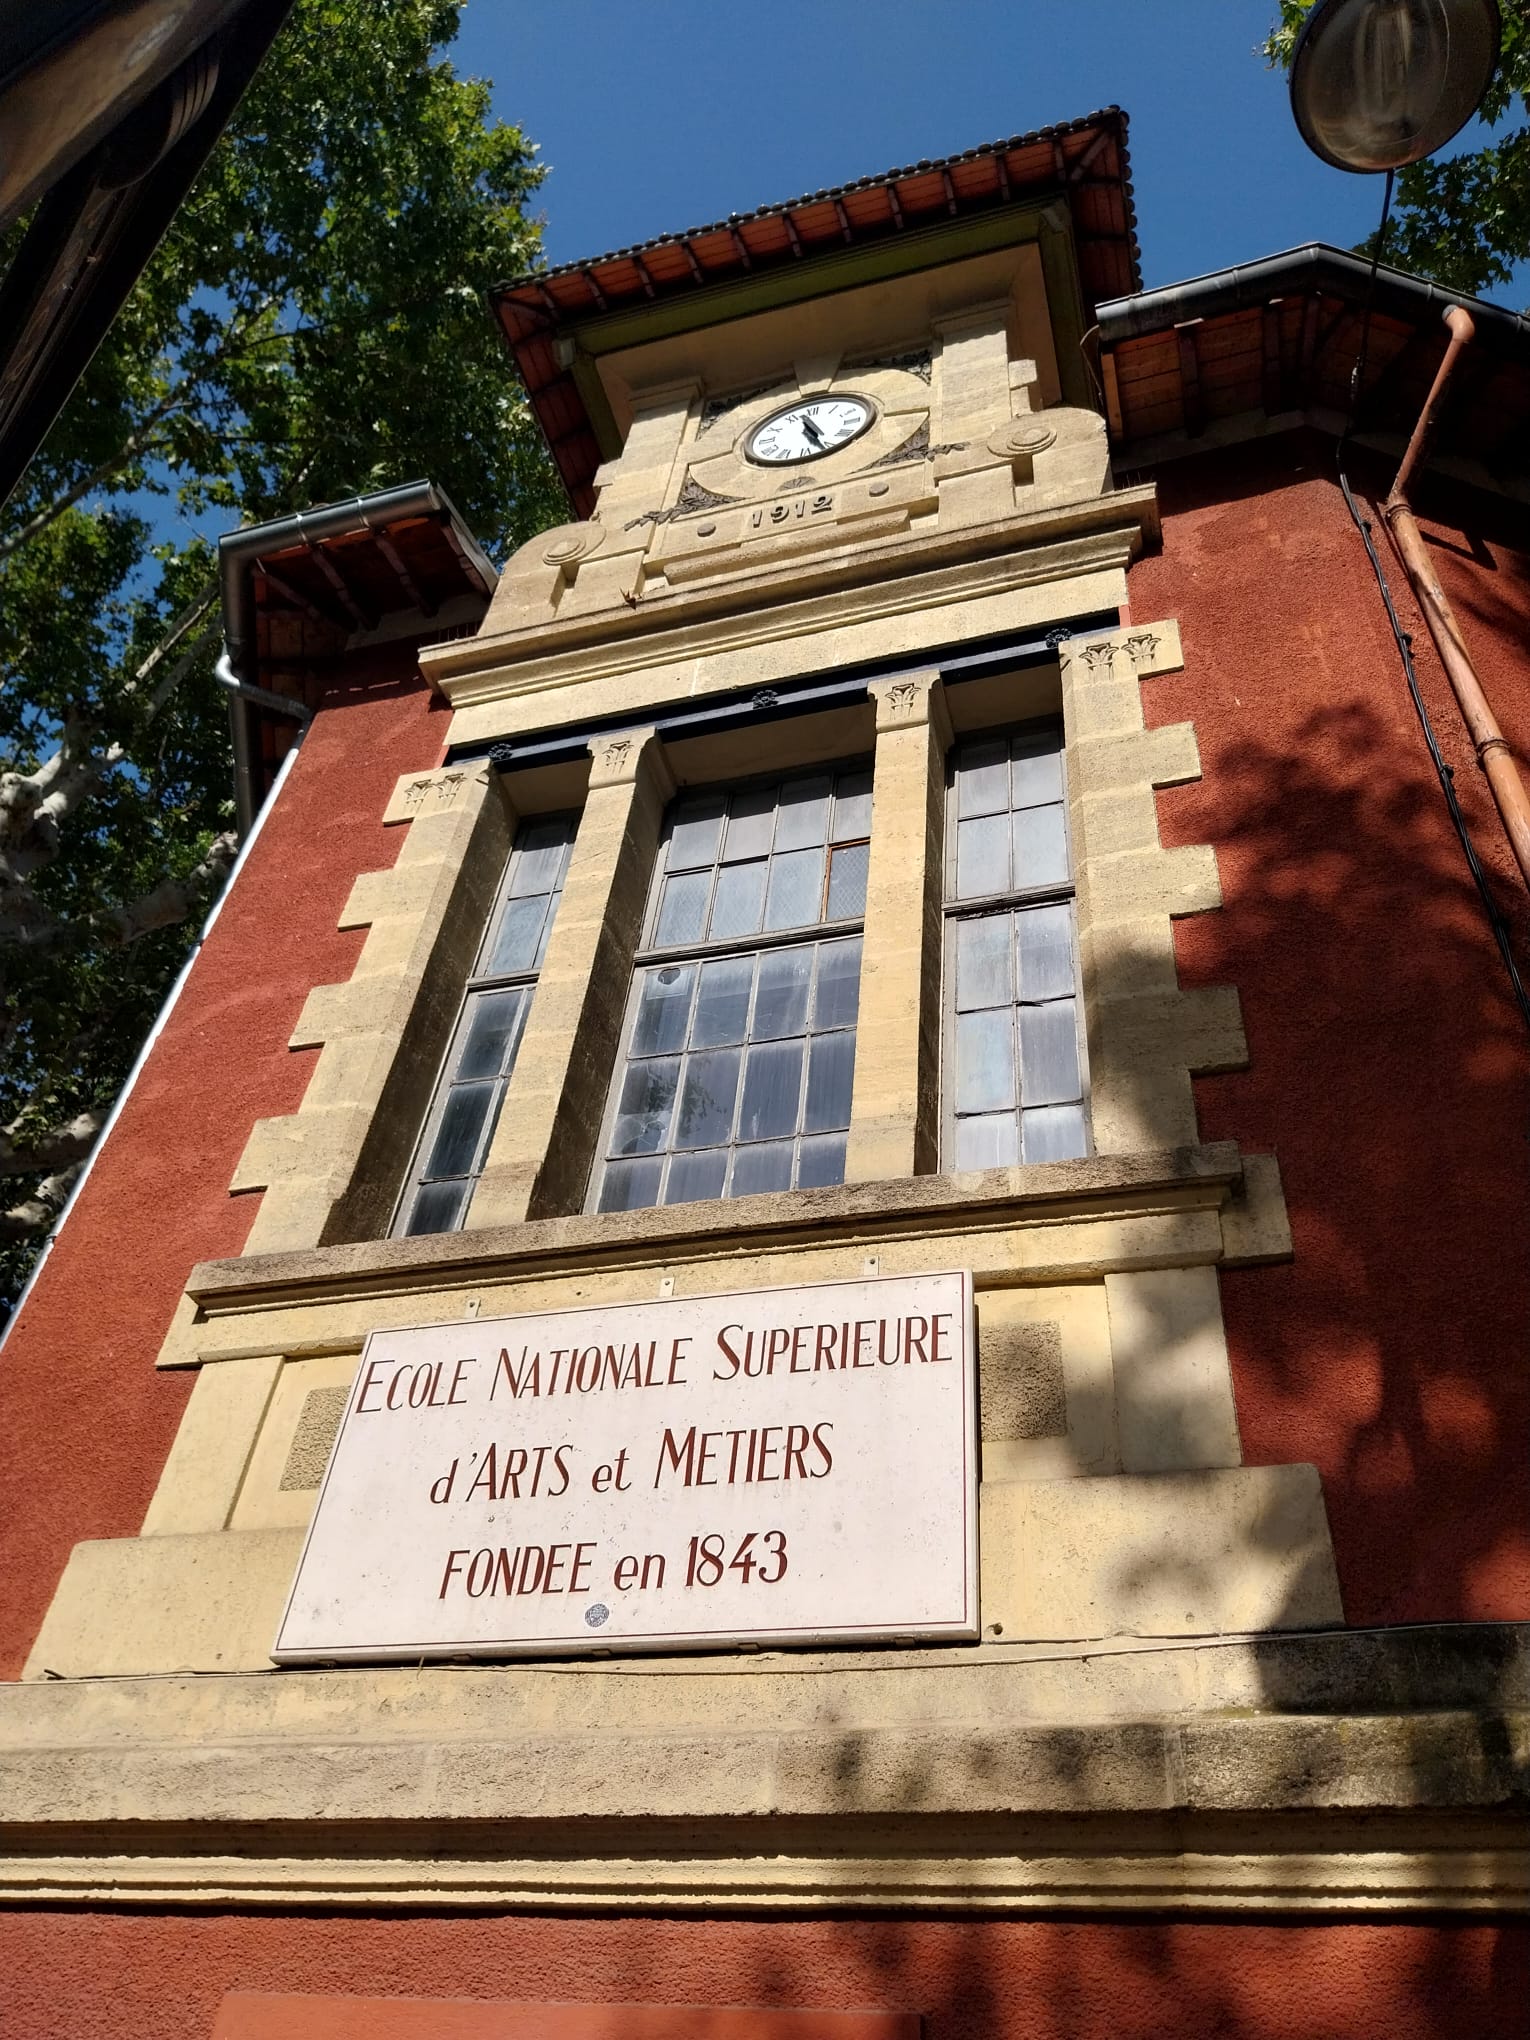 1912
ECOLE NATIONALE SUPERIEURE
d'ARTS et METIERS
FONDEE en 1843